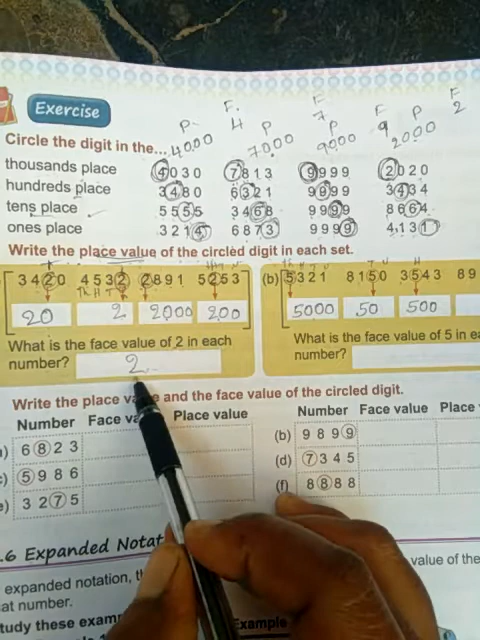 Exercise
P F. F F P F
4000 4 P 7 P 9 2000 2
7000 9000
Circle the digit in the...
thousands place 4030 7813 9999 2020
hundreds place 3480 6321 9999 3434
tens place 5555 3468 9999 8664
ones place 3214 6873 9999 4131
Write the place value of the circled digit in each set.
3420 4532 2891 5253 (b) 5321 8150 3543 89
20 2 2000 200 5000 50 500
What is the face value of 2 in each
number? 2
What is the face value of 5 in ea
number?
Write the place value and the face value of the circled digit.
Number Face va Place value Number Face value Place
) 6823 (b) 9899
) 5986 (d) 7345
) 3275 (f) 8888
.6 Expanded Notat
expanded notation, t value of the
at number.
tudy these exam
Example